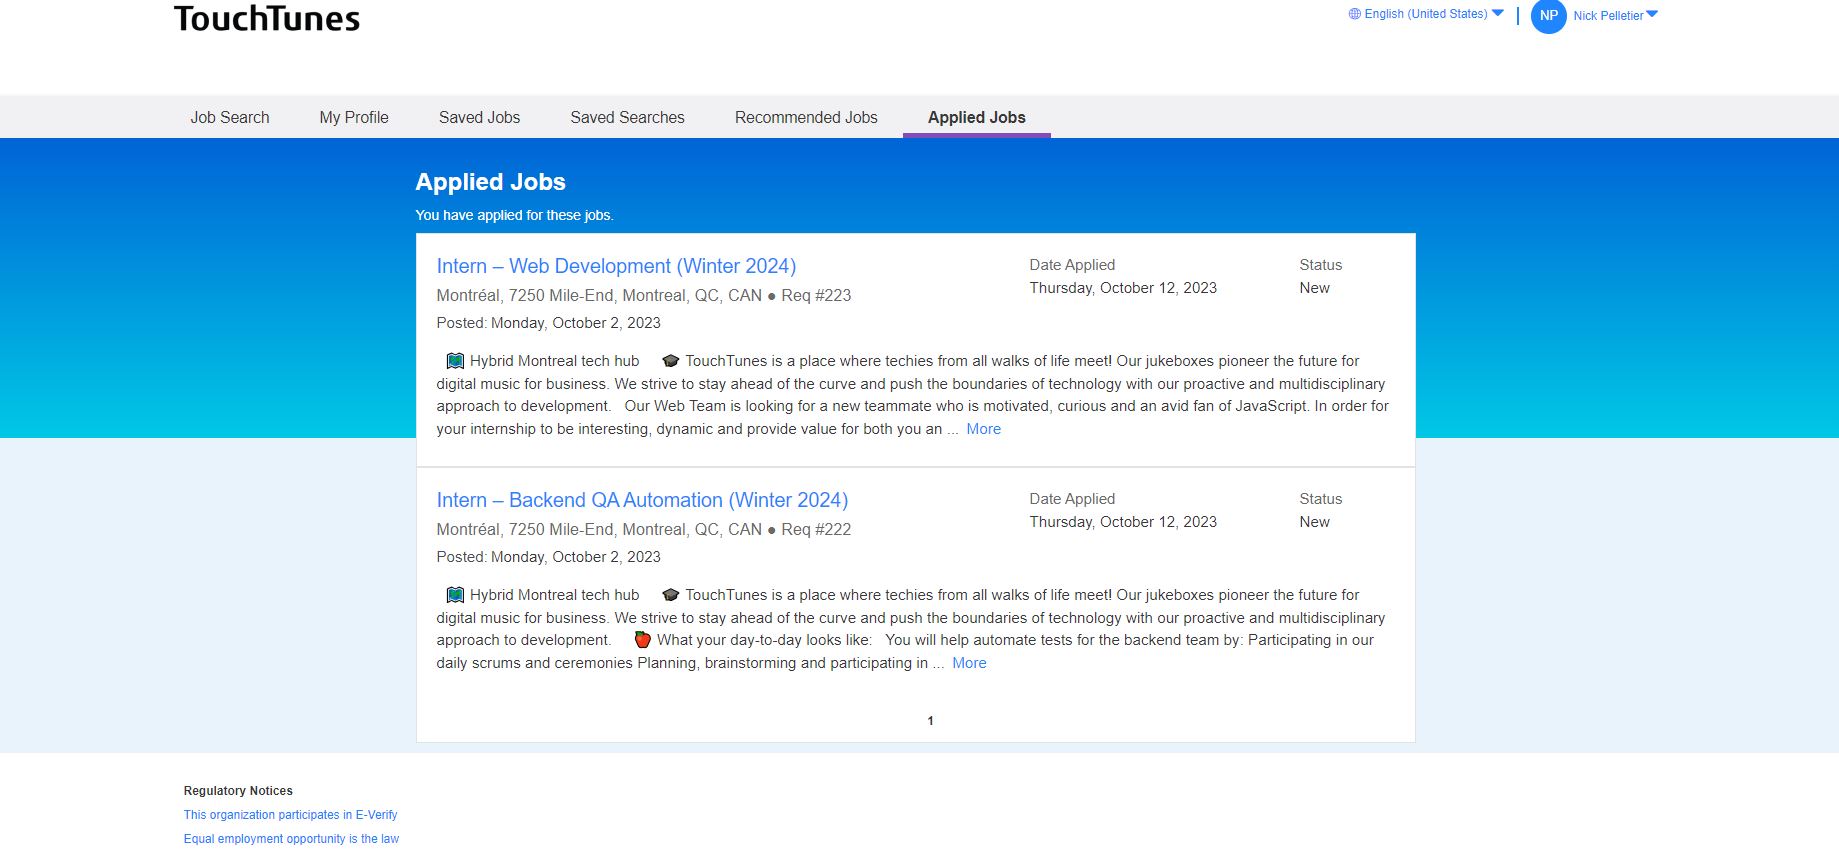 TouchTunes
English (United States)
NP
Nick Pelletier
Job Search
My Profile
Saved Jobs
Saved Searches
Recommended Jobs
Applied Jobs
Applied Jobs
You have applied for these jobs.
Intern – Web Development (Winter 2024)
Montréal, 7250 Mile-End, Montreal, QC, CAN ● Req #223
Posted: Monday, October 2, 2023
Date Applied
Thursday, October 12, 2023
Status
New
Hybrid Montreal tech hub TouchTunes is a place where techies from all walks of life meet! Our jukeboxes pioneer the future for
digital music for business. We strive to stay ahead of the curve and push the boundaries of technology with our proactive and multidisciplinary
approach to development. Our Web Team is looking for a new teammate who is motivated, curious and an avid fan of JavaScript. In order for
your internship to be interesting, dynamic and provide value for both you an ... More
Intern – Backend QA Automation (Winter 2024)
Montréal, 7250 Mile-End, Montreal, QC, CAN ● Req #222
Posted: Monday, October 2, 2023
Date Applied
Thursday, October 12, 2023
Status
New
Hybrid Montreal tech hub TouchTunes is a place where techies from all walks of life meet! Our jukeboxes pioneer the future for
digital music for business. We strive to stay ahead of the curve and push the boundaries of technology with our proactive and multidisciplinary
approach to development. What your day-to-day looks like: You will help automate tests for the backend team by: Participating in our
daily scrums and ceremonies Planning, brainstorming and participating in ... More
1
Regulatory Notices
This organization participates in E-Verify
Equal employment opportunity is the law